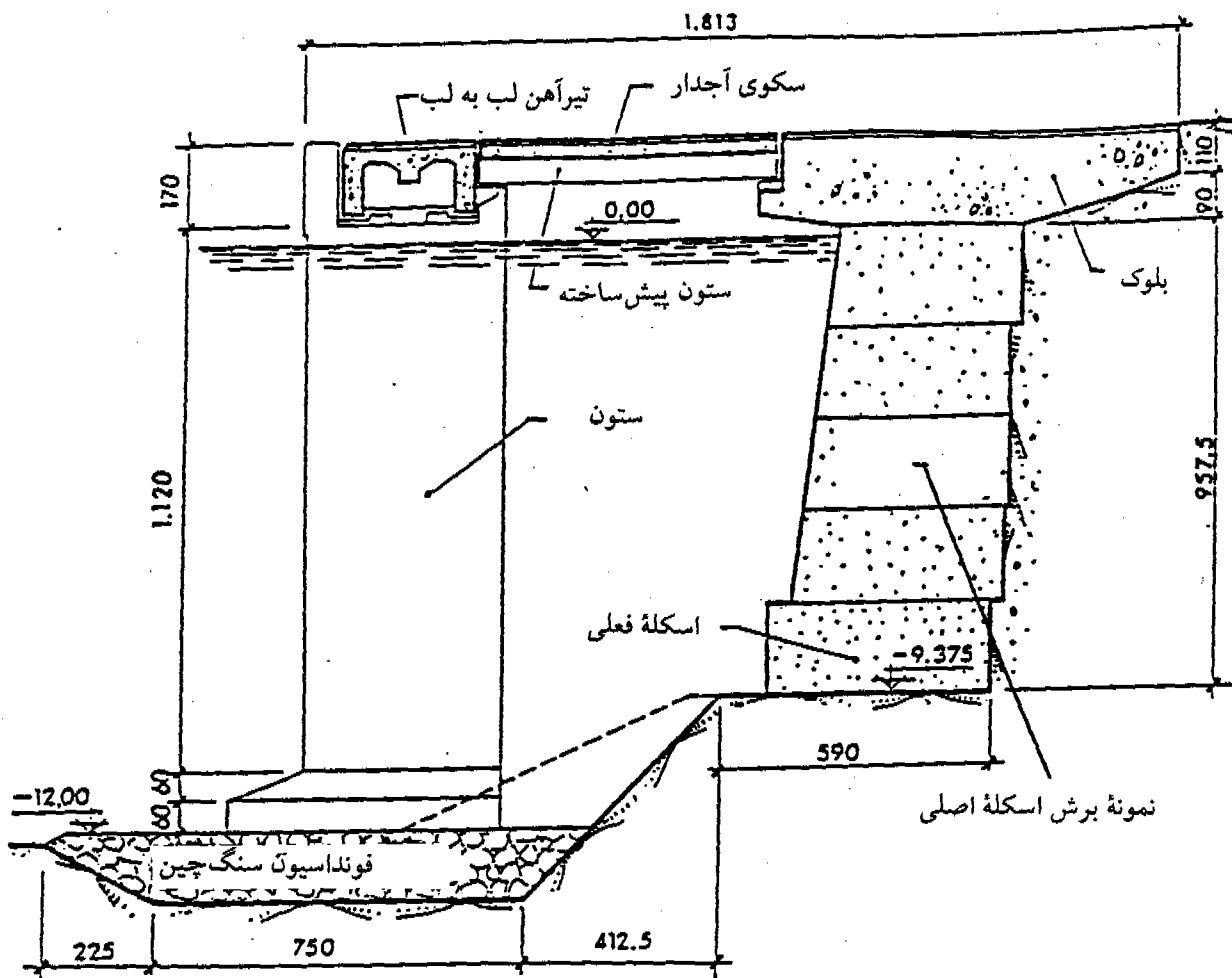 1.813
سکوی آجدار
تیرآهن لب به لب
170
110
90
0,00
ستون پیش‌ساخته
بلوک
ستون
1.120
957.5
اسکلهٔ فعلی
-9.375
590
60
60
-12,00
نمونهٔ برش اسکلهٔ اصلی
فونداسیون سنگ‌چین
225
750
412.5